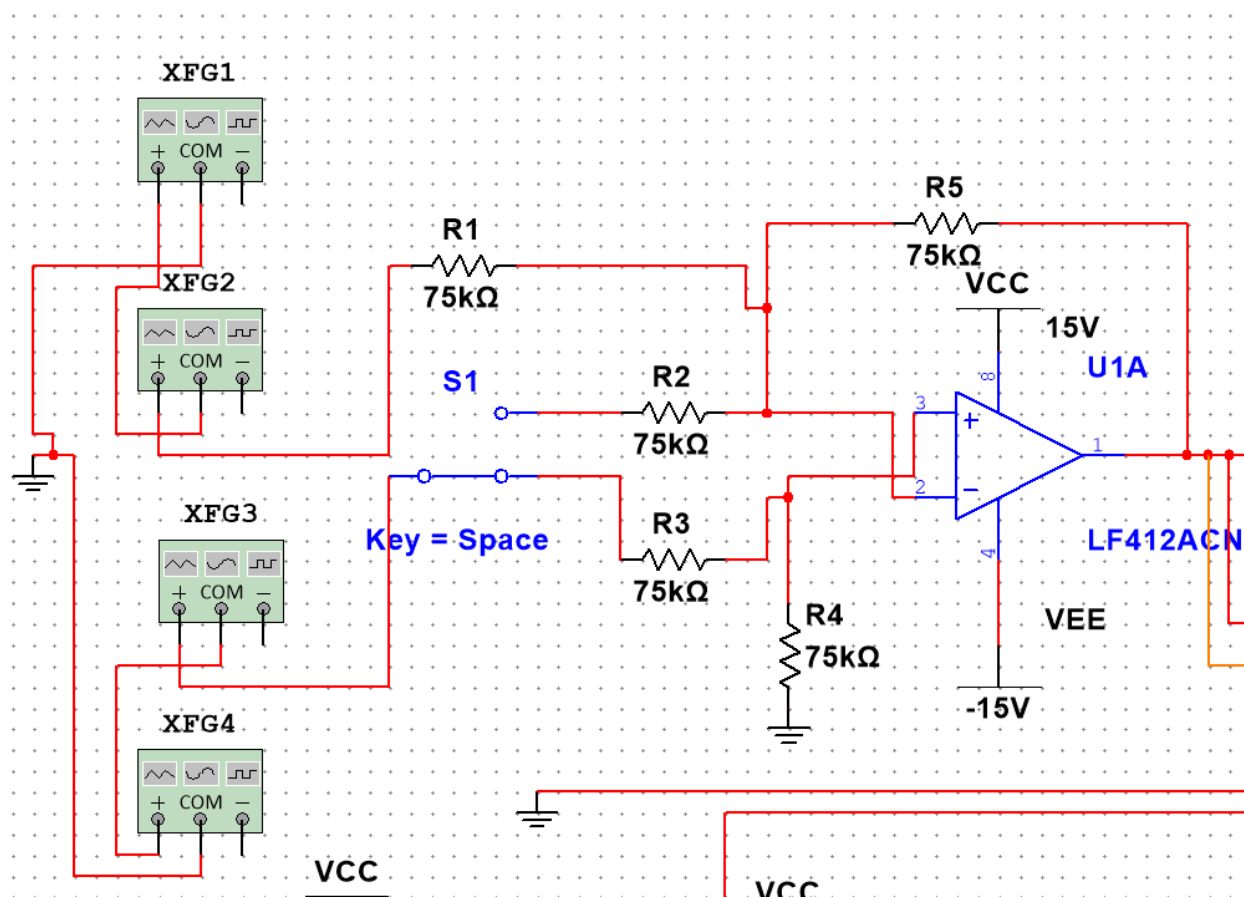 XFG1
+ COM −
XFG2
+ COM −
R1
75kΩ
R5
75kΩ
VCC
15V
U1A
8
S1
R2
75kΩ
3
+
1
2
−
Key = Space
R3
75kΩ
4
LF412ACN
XFG3
+ COM −
R4
75kΩ
VEE
-15V
XFG4
+ COM −
VCC
VCC